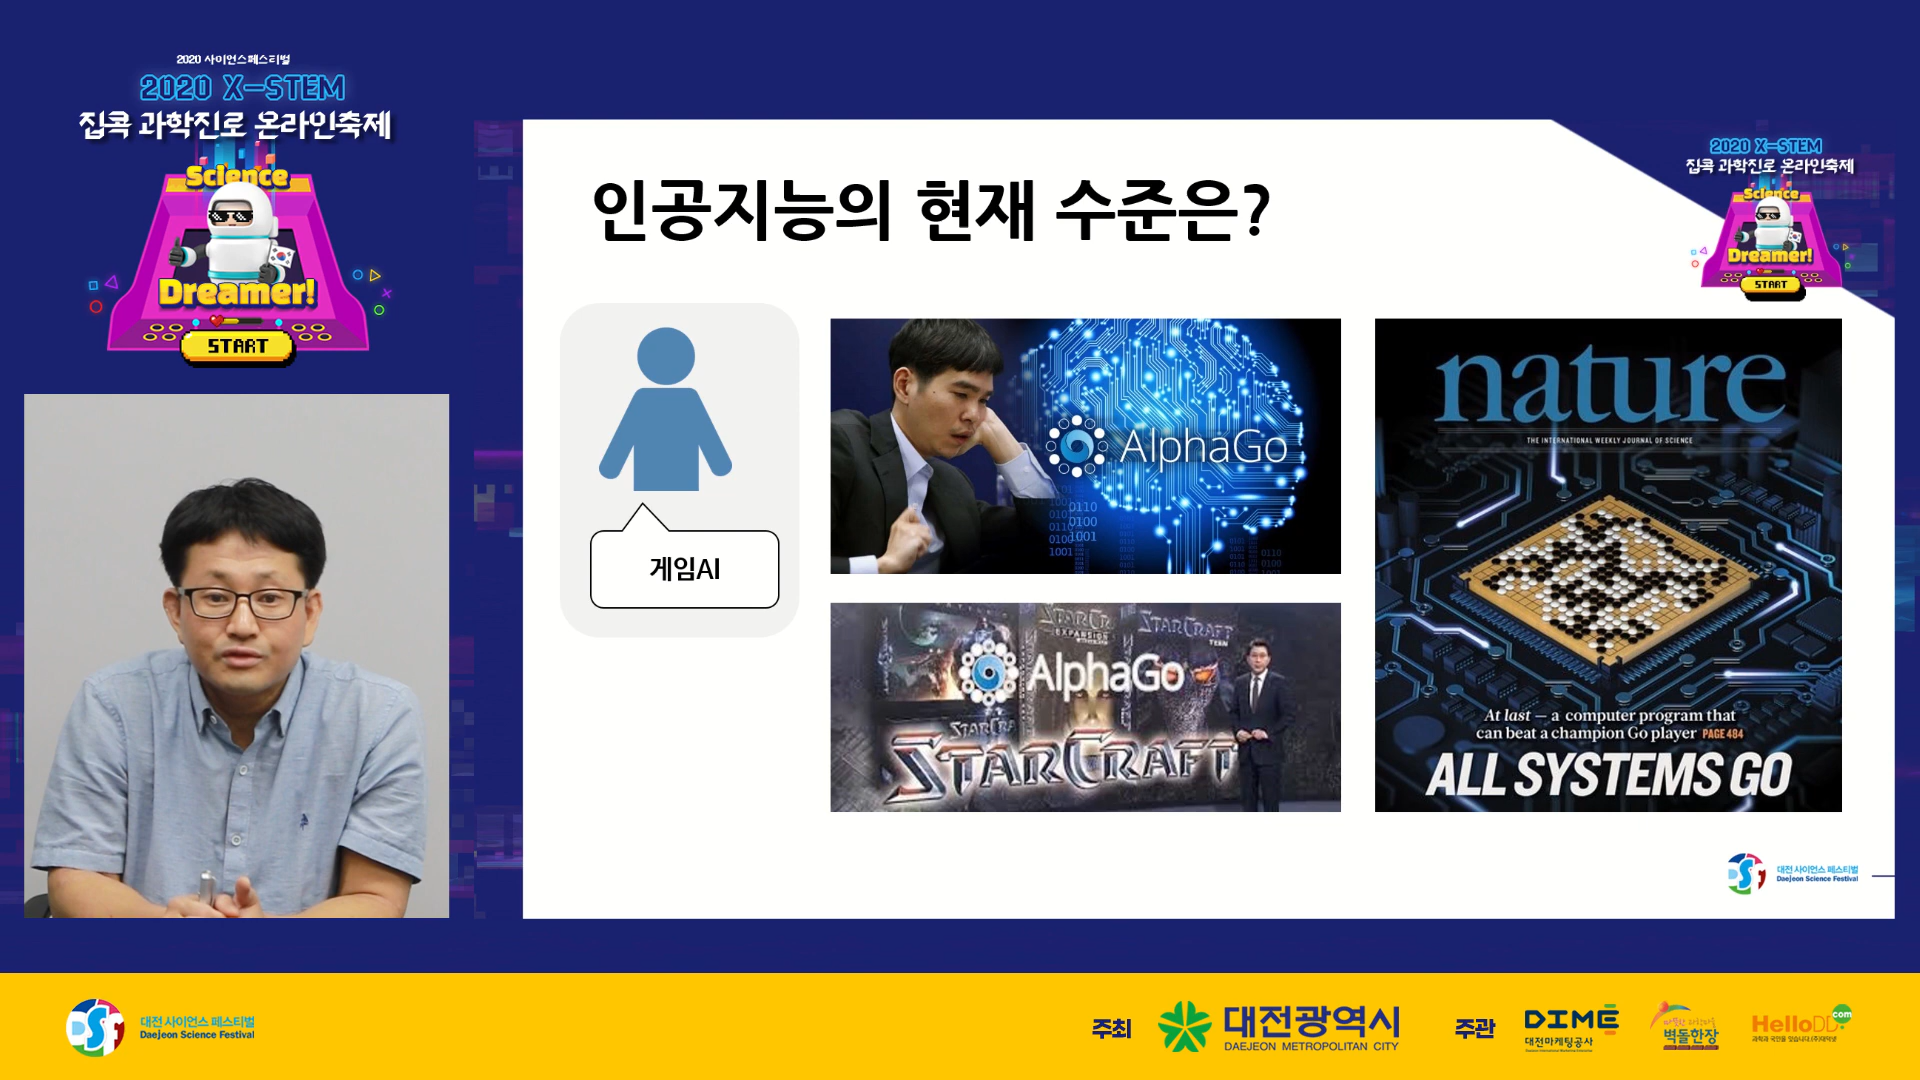 2020 사이언스페스티벌
2020 X-STEM
집콕 과학진로 온라인축제
Science
Dreamer!
START
인공지능의 현재 수준은?
2020 X-STEM
집콕 과학진로 온라인축제
Science
Dreamer!
START
게임AI
AlphaGo
0110
0100
1001
STARCRAFT
AlphaGo
STARCRAFT
nature
THE INTERNATIONAL WEEKLY JOURNAL OF SCIENCE
At last – a computer program that
can beat a champion Go player PAGE 484
ALL SYSTEMS GO
대전 사이언스 페스티벌
Daejeon Science Festival
대전 사이언스 페스티벌
Daejeon Science Festival
주최
대전광역시
DAEJEON METROPOLITAN CITY
주관
DIME
대전마케팅공사
벽돌한장
HelloDD.com